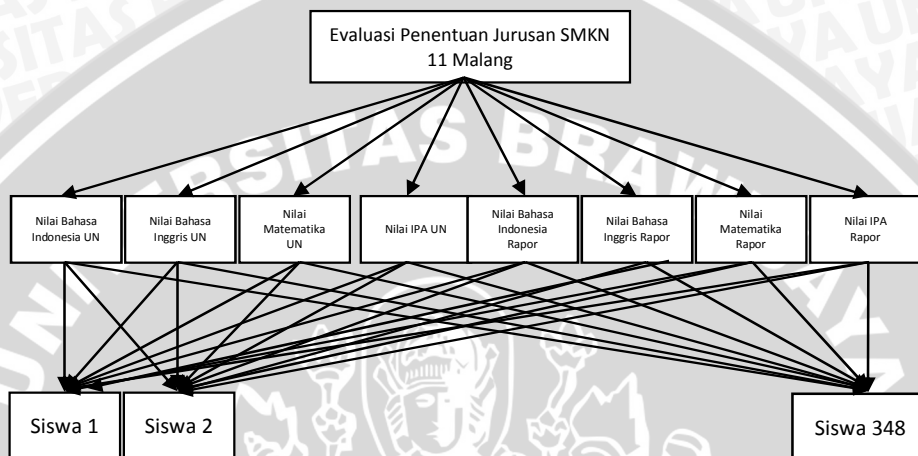 Evaluasi Penentuan Jurusan SMKN
11 Malang
Nilai Bahasa
Indonesia UN
Nilai Bahasa
Inggris UN
Nilai
Matematika
UN
Nilai IPA UN
Nilai Bahasa
Indonesia
Rapor
Nilai Bahasa
Inggris Rapor
Nilai
Matematika
Rapor
Nilai IPA
Rapor
Siswa 1
Siswa 2
Siswa 348